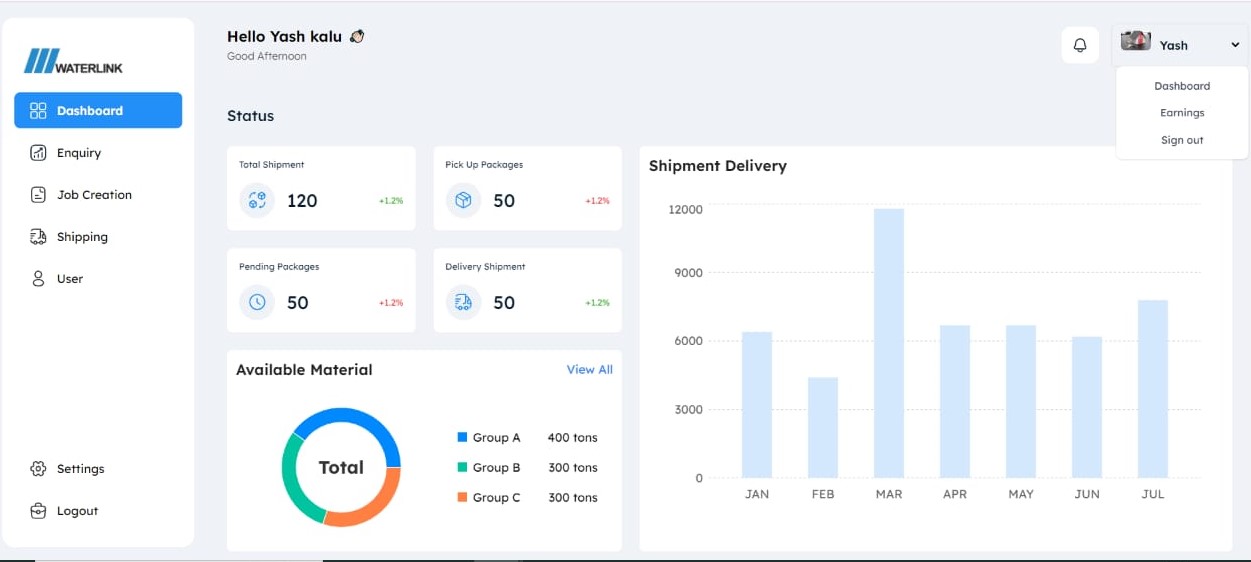 WATERLINK
Dashboard
Enquiry
Job Creation
Shipping
User
Settings
Logout
Hello Yash kalu
Good Afternoon
Yash
Dashboard
Earnings
Sign out
Status
Total Shipment
120 +1.2%
Pick Up Packages
50 +1.2%
Pending Packages
50 +1.2%
Delivery Shipment
50 +1.2%
Available Material View All
Total
Group A 400 tons
Group B 300 tons
Group C 300 tons
Shipment Delivery
12000
9000
6000
3000
0
JAN FEB MAR APR MAY JUN JUL